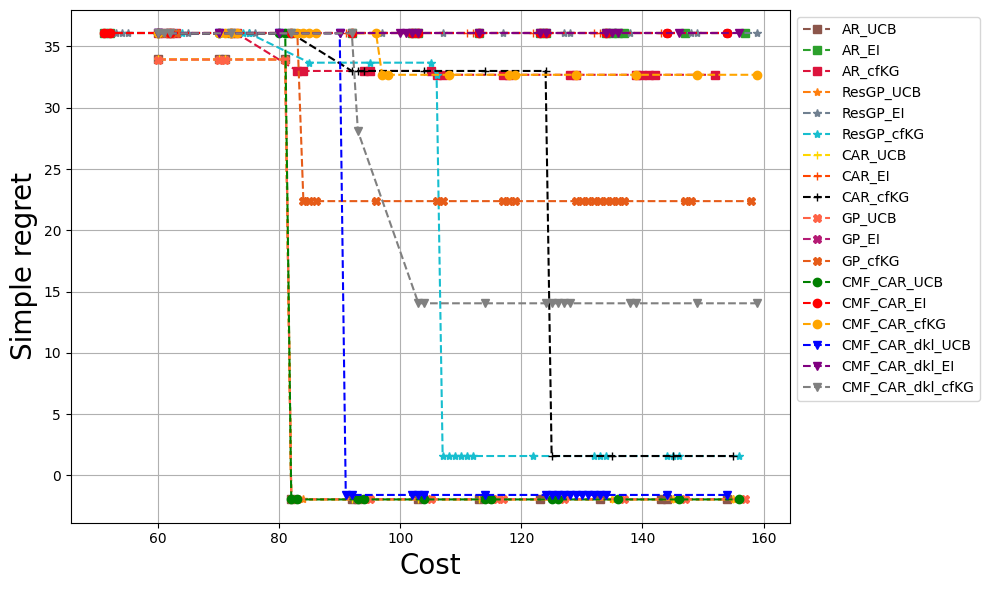 Simple regret
35
30
25
20
15
10
5
0
60
80
100
120
140
160
Cost
AR_UCB
AR_EI
AR_cfKG
ResGP_UCB
ResGP_EI
ResGP_cfKG
CAR_UCB
CAR_EI
CAR_cfKG
GP_UCB
GP_EI
GP_cfKG
CMF_CAR_UCB
CMF_CAR_EI
CMF_CAR_cfKG
CMF_CAR_dkl_UCB
CMF_CAR_dkl_EI
CMF_CAR_dkl_cfKG